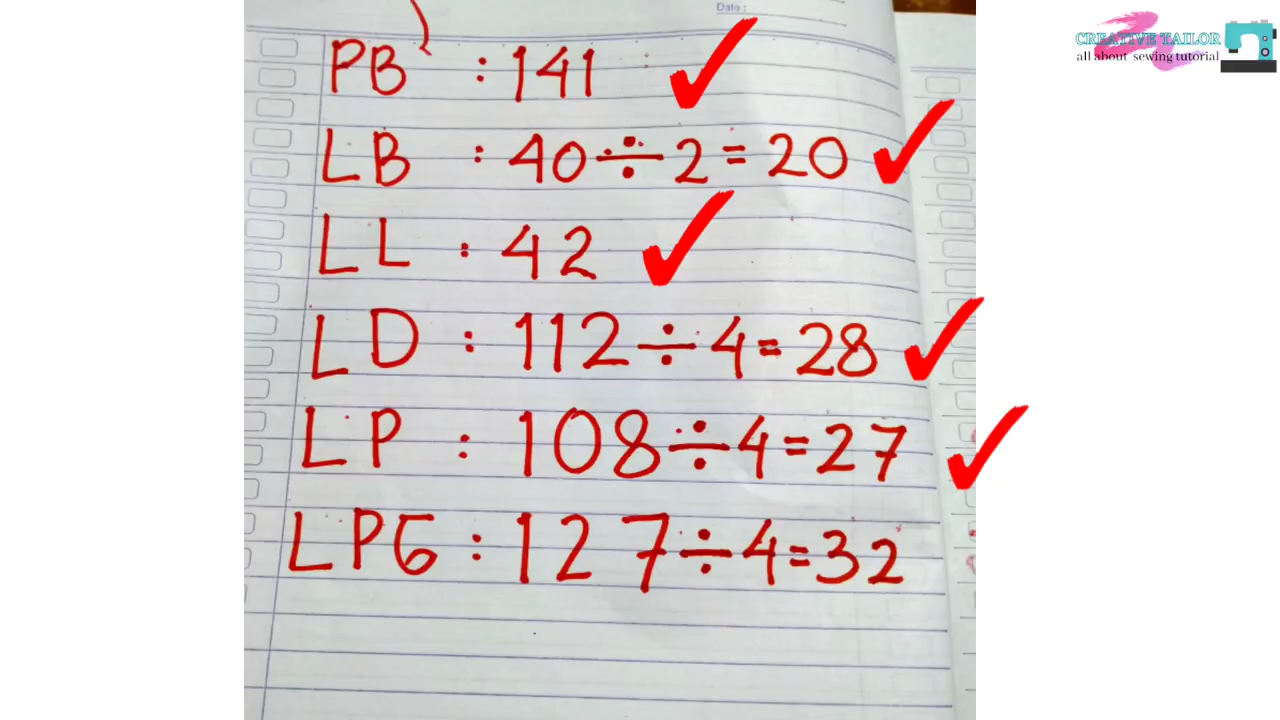 Date :
CREATIVE TAILOR
all about sewing tutorial
PB : 141
LB : 40 ÷ 2 = 20
LL : 42
LD : 112 ÷ 4 = 28
LP : 108 ÷ 4 = 27
LPG : 127 ÷ 4 = 32